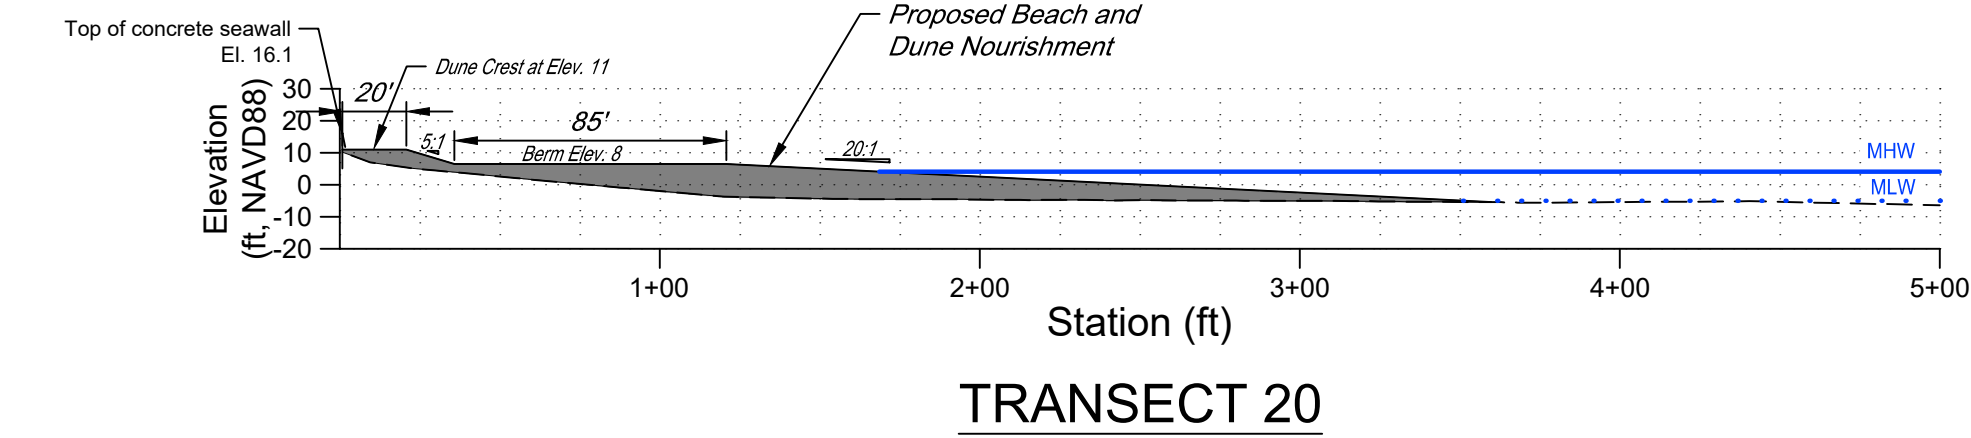 Top of concrete seawall
El. 16.1
Proposed Beach and
Dune Nourishment
Dune Crest at Elev. 11
20'
85'
5:1
Berm Elev. 8
20:1
MHW
MLW
Elevation
(ft, NAVD88)
30
20
10
0
-10
-20
1+00 2+00 3+00 4+00 5+00
Station (ft)
TRANSECT 20